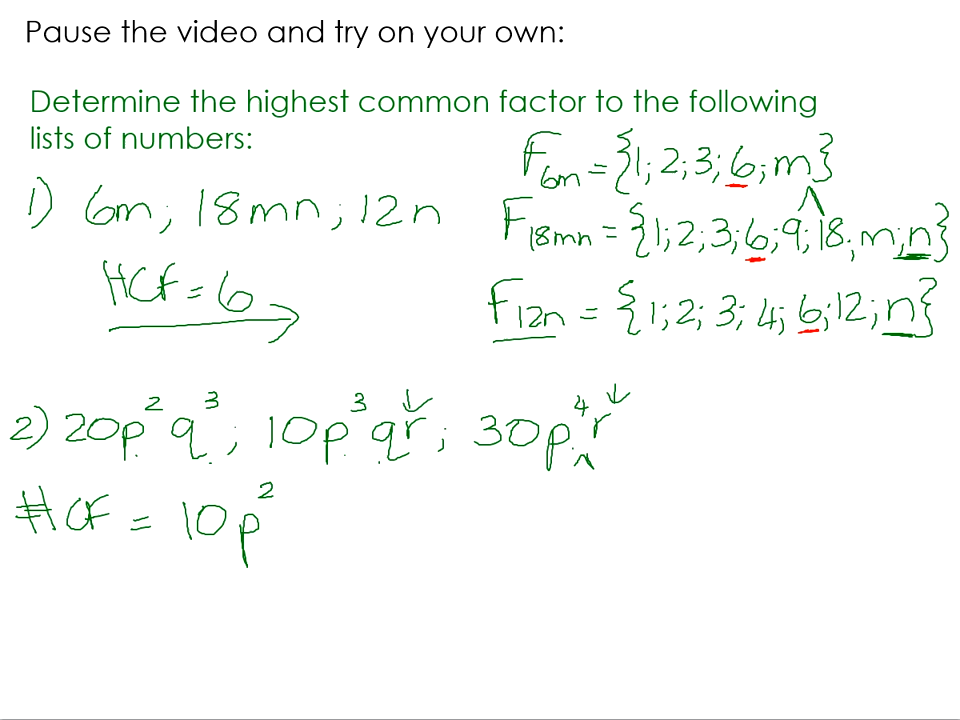 Pause the video and try on your own:
Determine the highest common factor to the following
lists of numbers:
1) 6m; 18mn; 12n
HCF = 6
F₆ₘ = {1; 2; 3; 6; m}
F₁₈ₘₙ = {1; 2; 3; 6; 9; 18; m; n}
F₁₂ₙ = {1; 2; 3; 4; 6; 12; n}
2) 20p²q³; 10p³qr; 30p⁴r
HCF = 10p²